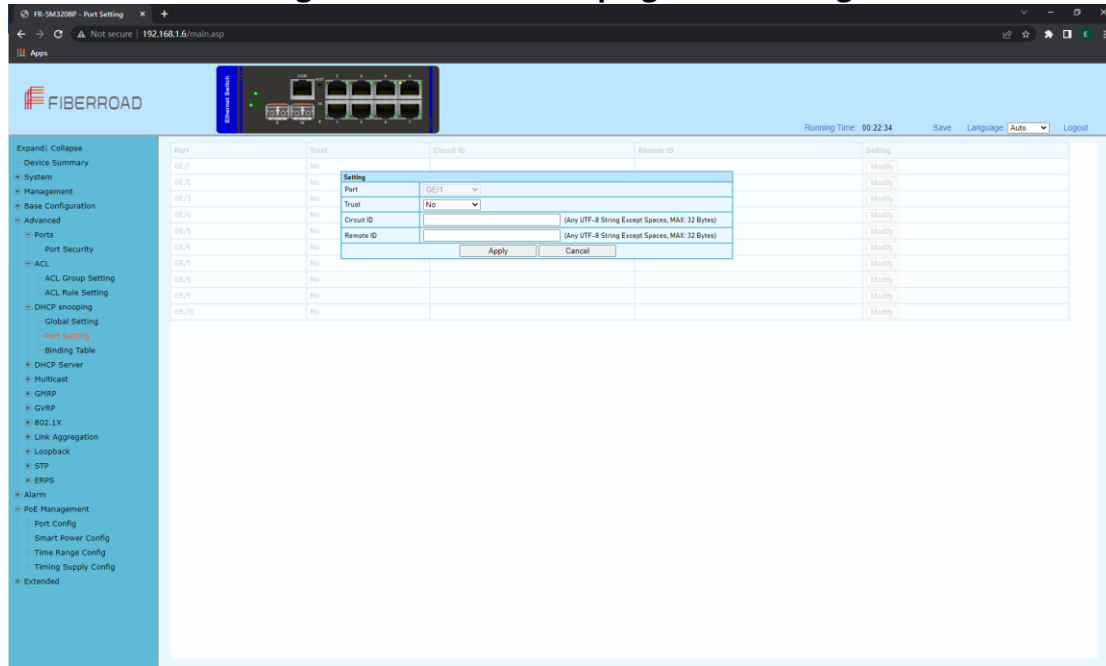 FR-5M3208P - Port Setting
Not secure | 192.168.1.6/main.asp
Apps
FIBERROAD
Ethernet Switch
Running Time: 00:22:34 Save Language: Auto Logout
Expand| Collapse
Device Summary
System
Management
Base Configuration
Advanced
Ports
Port Security
ACL
ACL Group Setting
ACL Rule Setting
DHCP snooping
Global Setting
Port Setting
Binding Table
DHCP Server
Multicast
GMRP
GVRP
802.1X
Link Aggregation
Loopback
STP
ERPS
Alarm
PoE Management
Port Config
Smart Power Config
Time Range Config
Timing Supply Config
Extended
Port Trust Circuit ID Remote ID Setting
GE/1 No Modify
GE/2 No Modify
GE/3 No Modify
GE/4 No Modify
GE/5 No Modify
GE/6 No Modify
GE/7 No Modify
GE/8 No Modify
GE/9 No Modify
GE/10 No Modify
Setting
Port GE/1
Trust No
Circuit ID (Any UTF-8 String Except Spaces, MAX: 32 Bytes)
Remote ID (Any UTF-8 String Except Spaces, MAX: 32 Bytes)
Apply Cancel